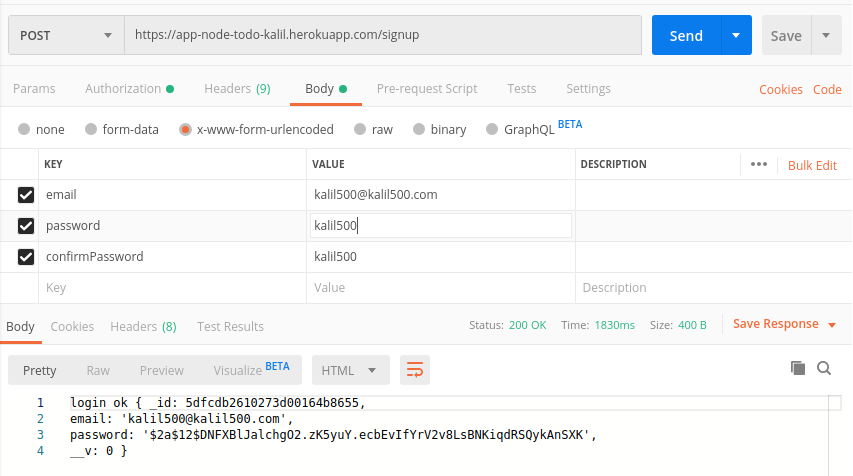 POST https://app-node-todo-kalil.herokuapp.com/signup Send Save
Params Authorization Headers (9) Body Pre-request Script Tests Settings Cookies Code
none form-data x-www-form-urlencoded raw binary GraphQL BETA
KEY VALUE DESCRIPTION ••• Bulk Edit
email kalil500@kalil500.com
password kalil500
confirmPassword kalil500
Key Value Description
Body Cookies Headers (8) Test Results Status: 200 OK Time: 1830ms Size: 400 B Save Response
Pretty Raw Preview Visualize BETA HTML
1 login ok { _id: 5dfcdb2610273d00164b8655,
2 email: 'kalil500@kalil500.com',
3 password: '$2a$12$DNFXBlJalchgO2.zK5yuY.ecbEvIfYrV2v8LsBNKiqdRSQykAnSXK',
4 __v: 0 }